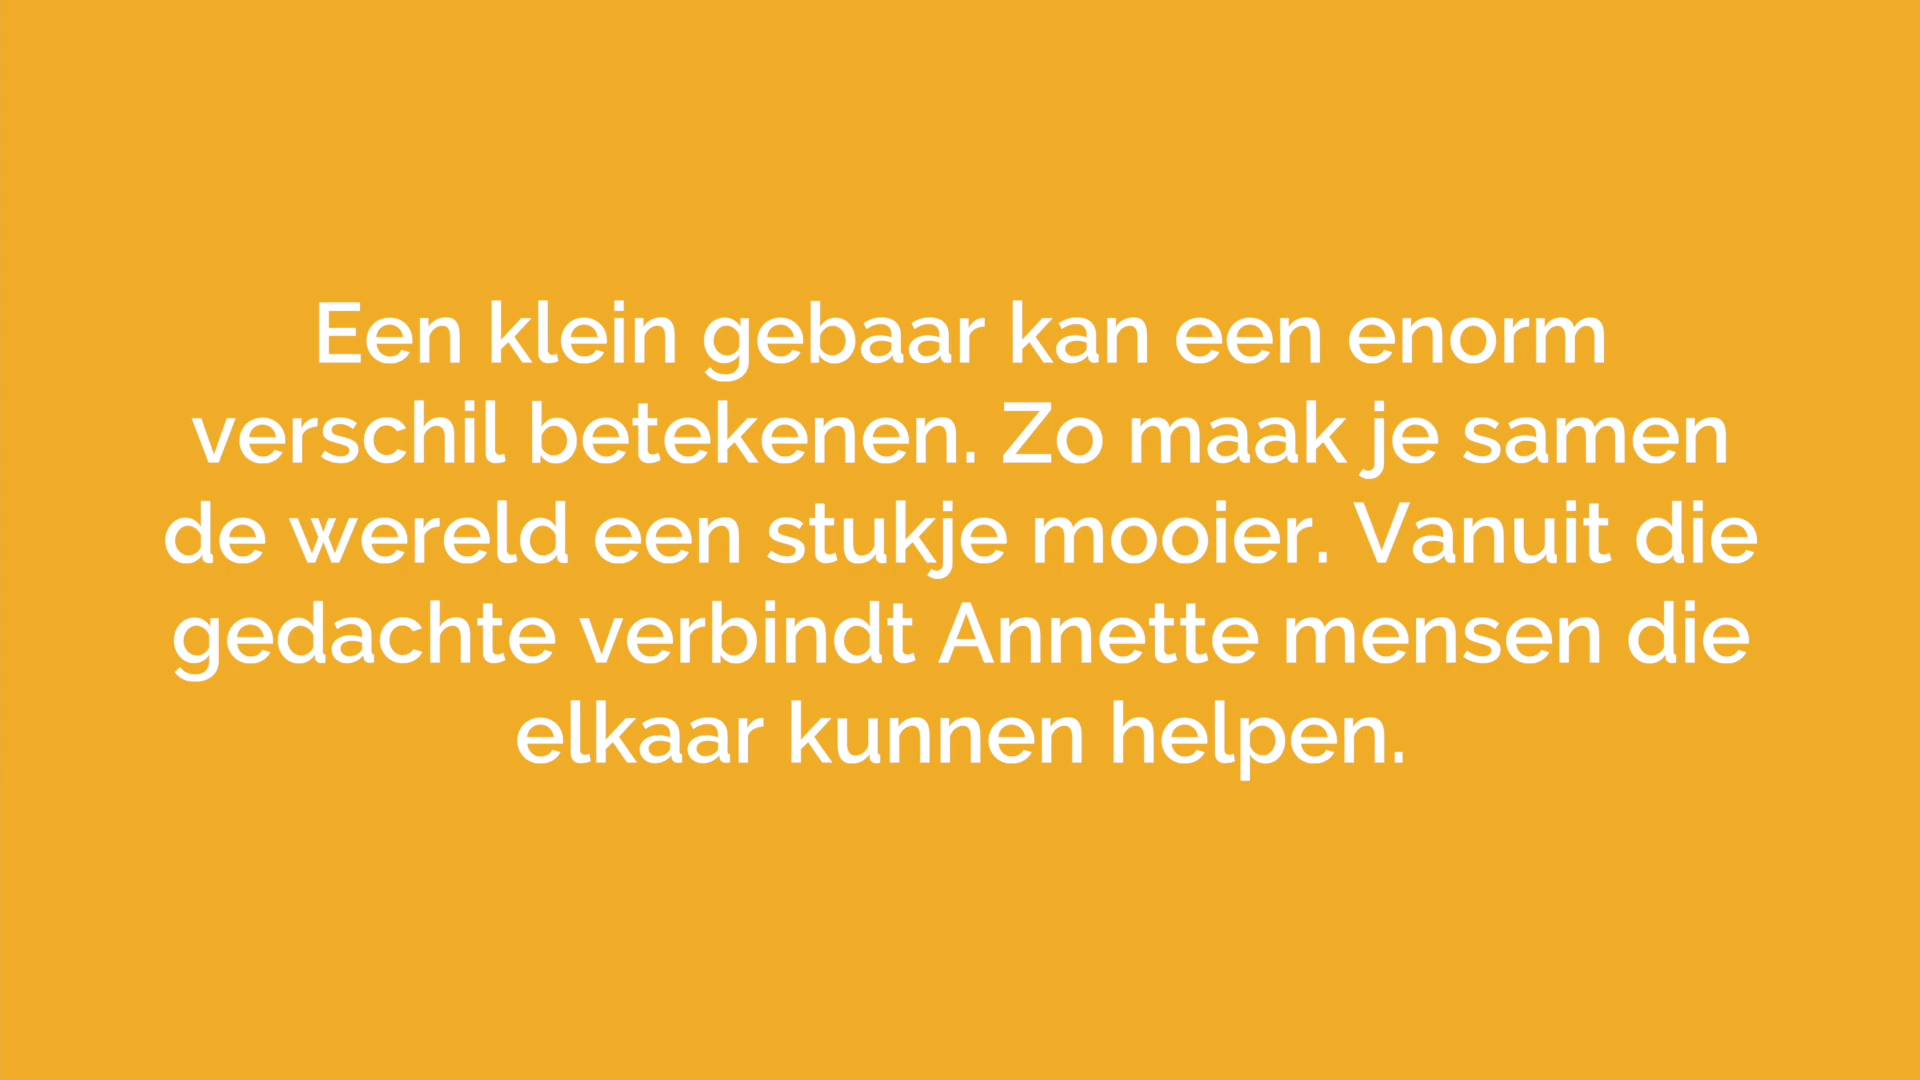 Een klein gebaar kan een enorm
verschil betekenen. Zo maak je samen
de wereld een stukje mooier. Vanuit die
gedachte verbindt Annette mensen die
elkaar kunnen helpen.